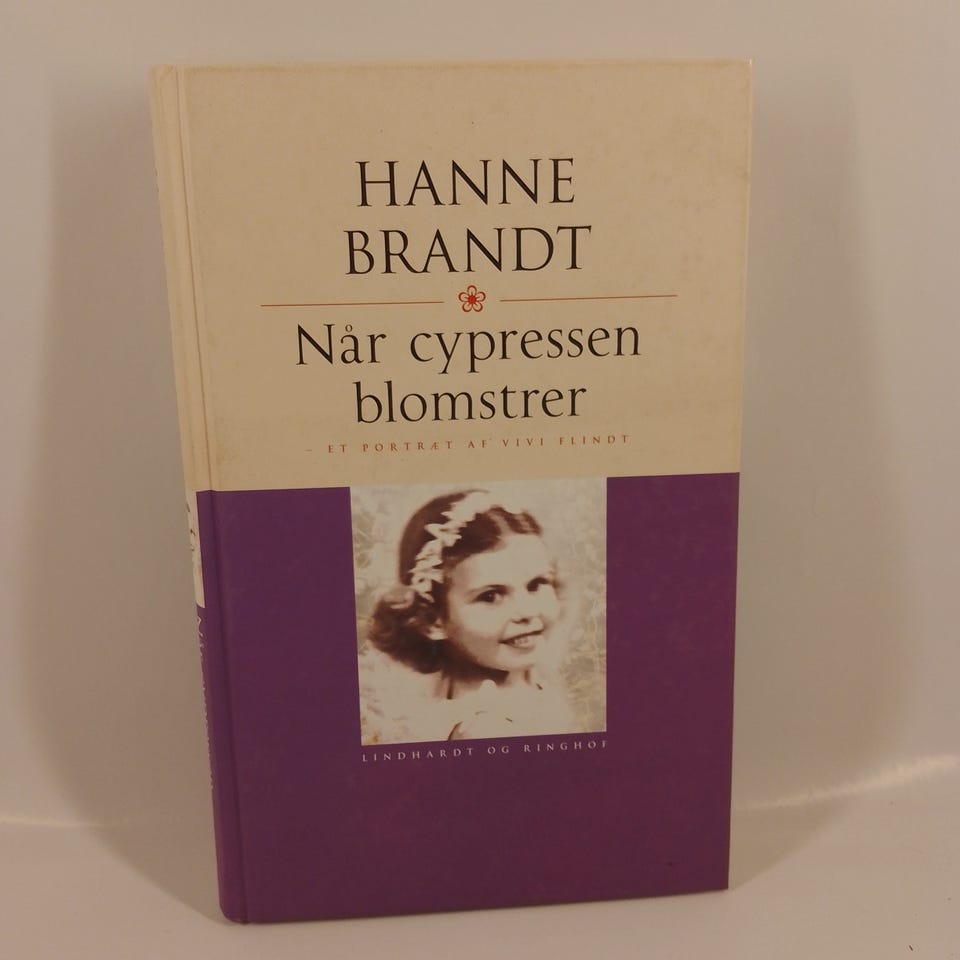 HANNE
BRANDT
Når cypressen
blomstrer
– ET PORTRÆT AF VIVI FLINDT
LINDHARDT OG RINGHOF